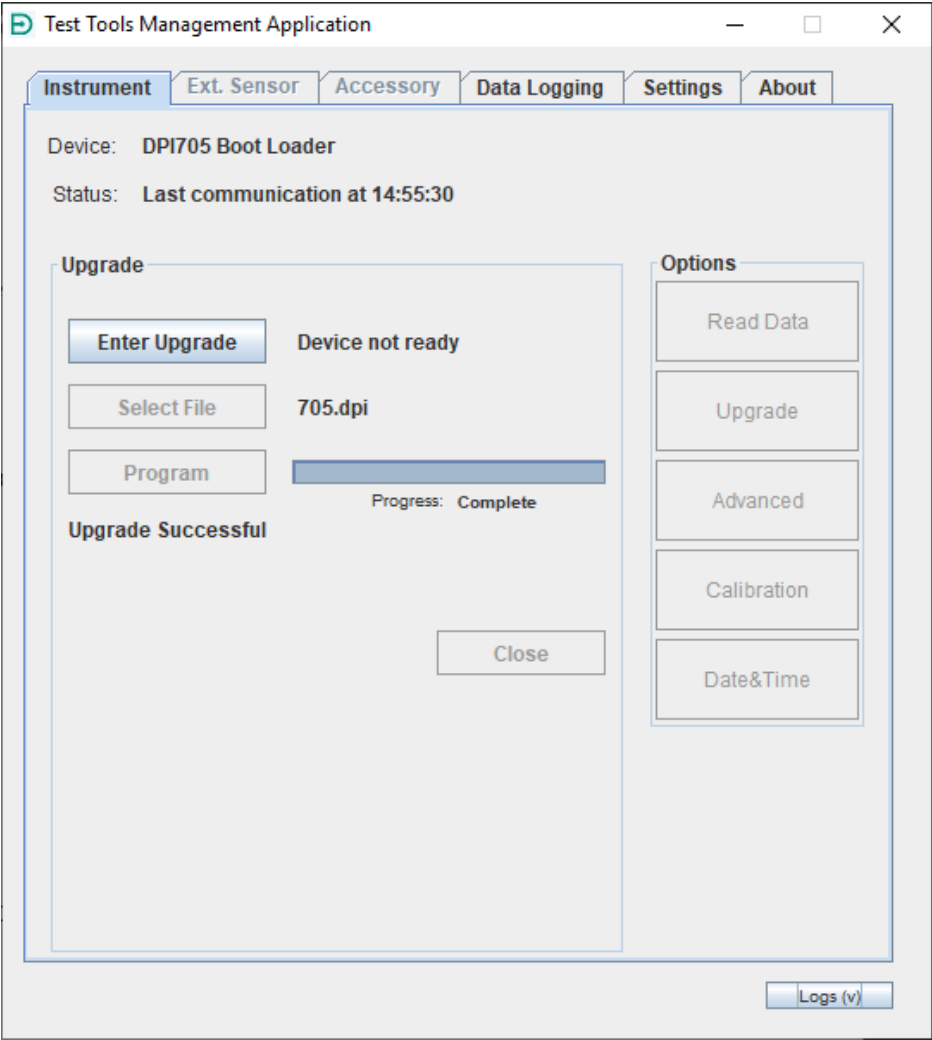 Test Tools Management Application
Instrument Ext. Sensor Accessory Data Logging Settings About
Device: DPI705 Boot Loader
Status: Last communication at 14:55:30
Upgrade
Options
Enter Upgrade Device not ready
Read Data
Select File 705.dpi
Upgrade
Program
Progress: Complete
Advanced
Upgrade Successful
Calibration
Close
Date&Time
Logs (v)